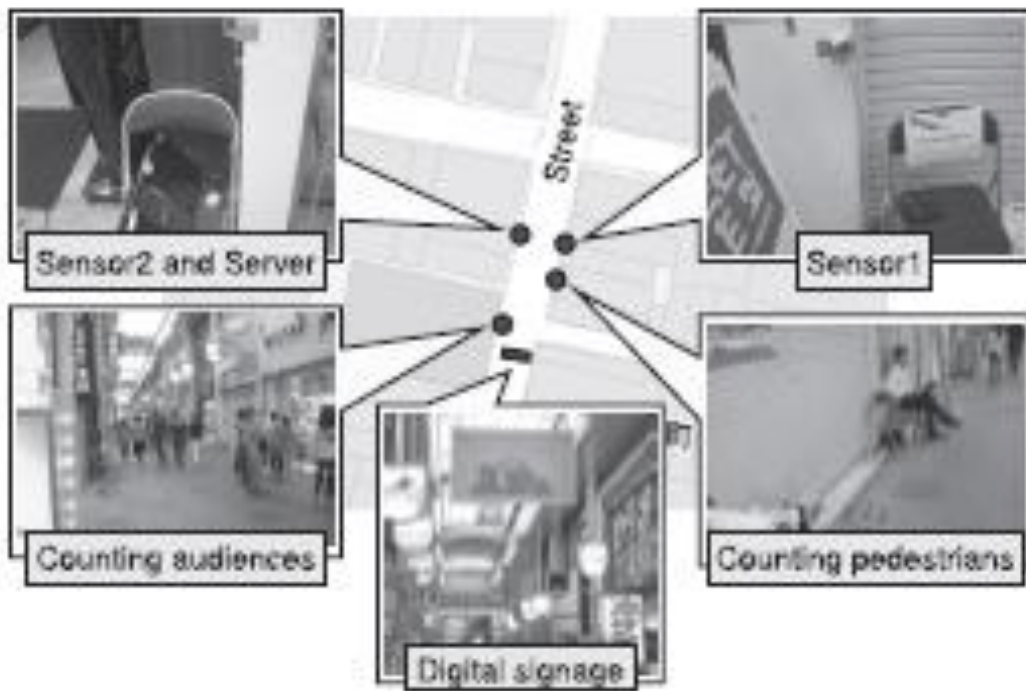 Street
Sensor2 and Server
Sensor1
Counting audiences
Counting pedestrians
Digital signage